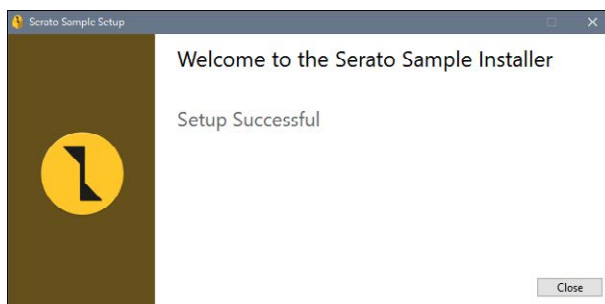 Serato Sample Setup
Welcome to the Serato Sample Installer
Setup Successful
Close